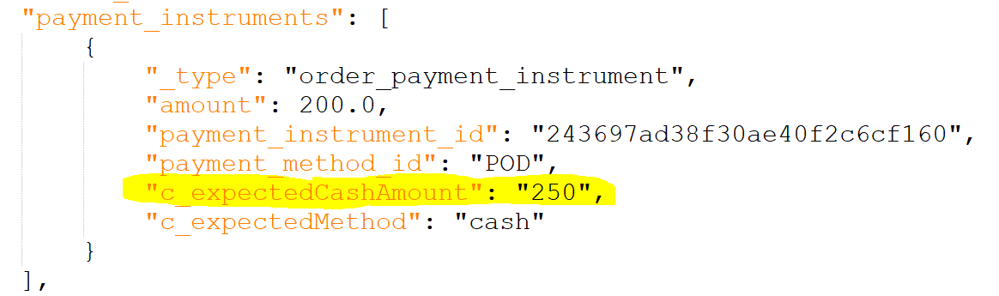 "payment_instruments": [
{
"_type": "order_payment_instrument",
"amount": 200.0,
"payment_instrument_id": "243697ad38f30ae40f2c6cf160",
"payment_method_id": "POD",
"c_expectedCashAmount": "250",
"c_expectedMethod": "cash"
}
],